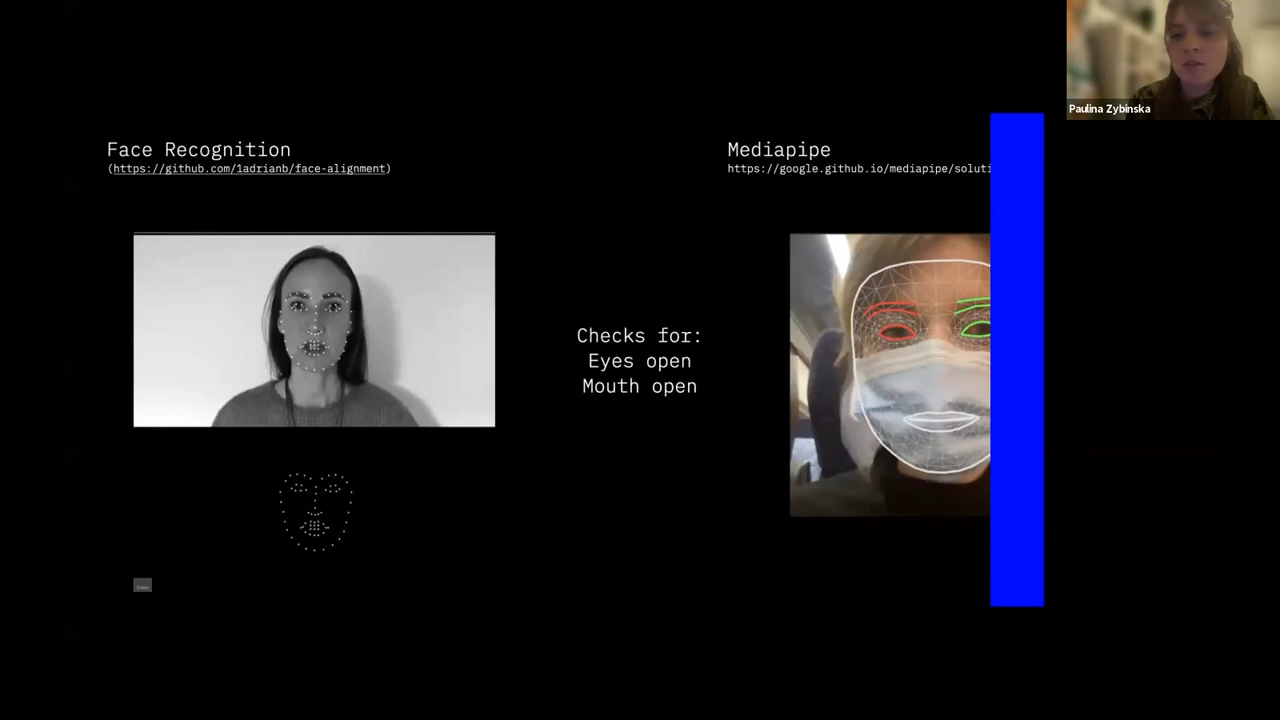 Paulina Zybinska
Face Recognition
(https://github.com/1adrianb/face-alignment)
Mediapipe
https://google.github.io/mediapipe/soluti
Checks for:
Eyes open
Mouth open